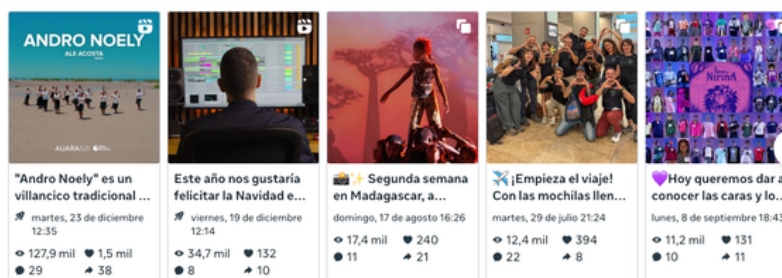 ANDRO NOELY
ALE ACOSTA
AUARA
"Andro Noely" es un
villancico tradicional ...
martes, 23 de diciembre
12:35
127,9 mil 1,5 mil
29 38
Este año nos gustaría
felicitar la Navidad e...
viernes, 19 de diciembre
12:14
34,7 mil 132
8 10
📸✨ Segunda semana
en Madagascar, a...
domingo, 17 de agosto 16:26
17,4 mil 240
11 21
✈️¡Empieza el viaje!
Con las mochilas llen...
martes, 29 de julio 21:24
12,4 mil 394
22 8
NIRINA
💜Hoy queremos dar a
conocer las caras y lo...
lunes, 8 de septiembre 18:43
11,2 mil 131
10 11